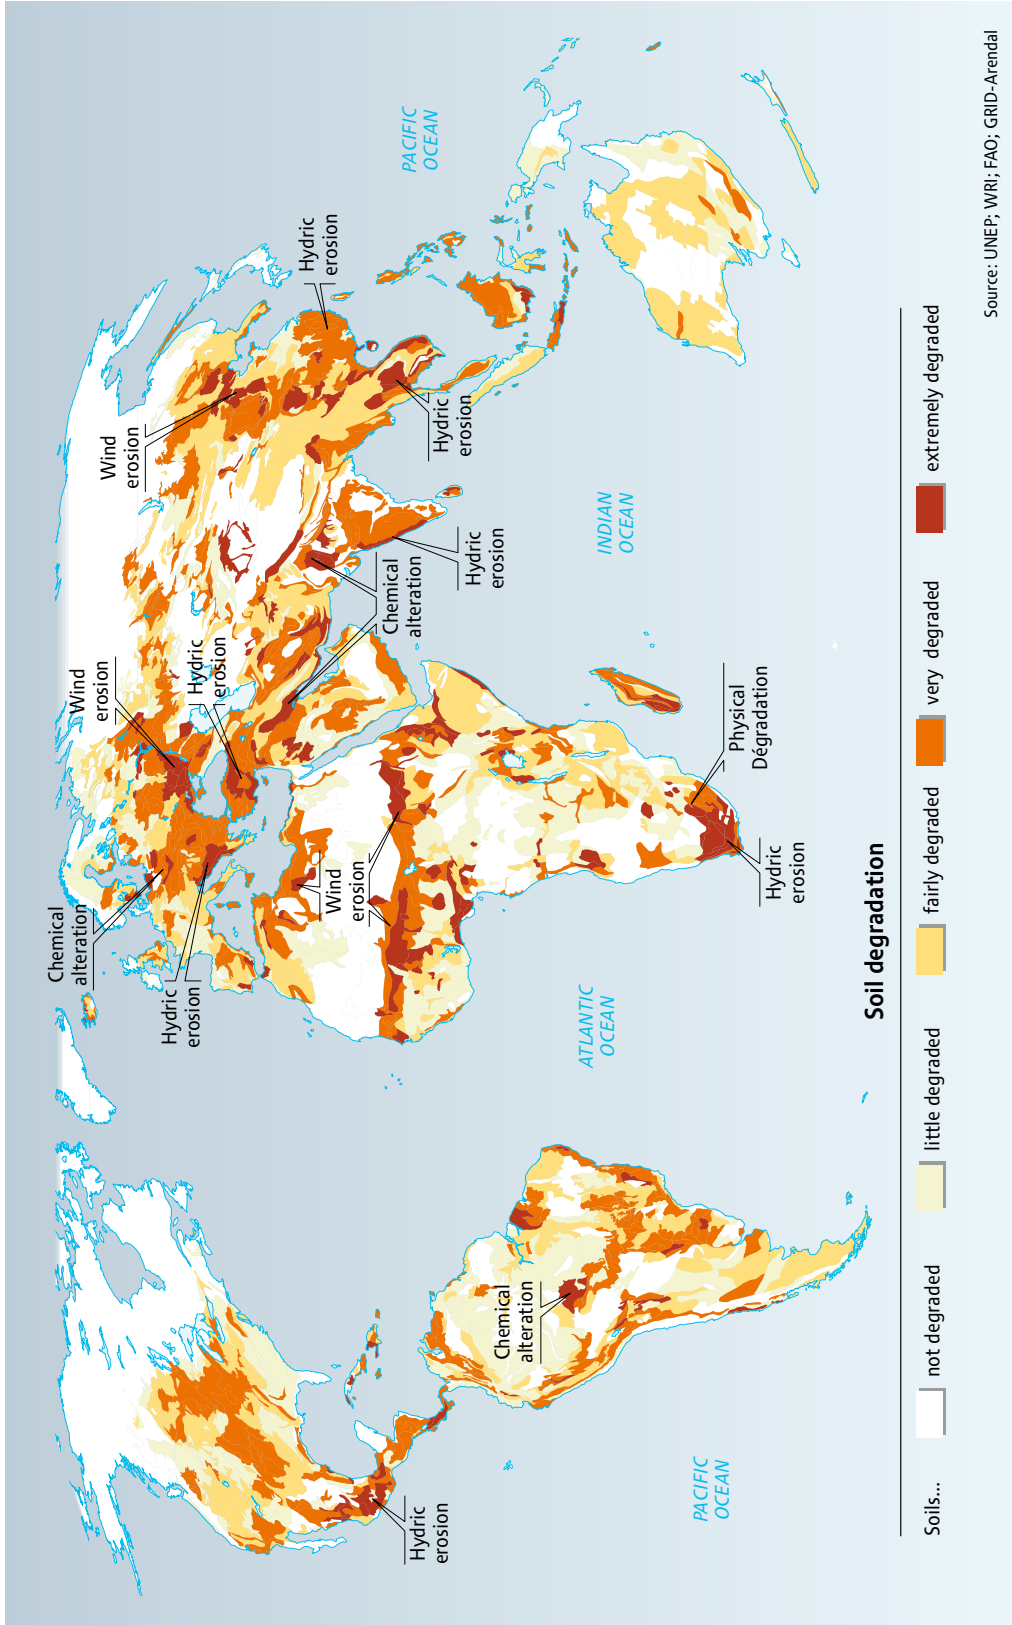 Chemical
alteration
Hydric
erosion
Wind
erosion
Hydric
erosion
Wind
erosion
Hydric
erosion
PACIFIC
OCEAN
Hydric
erosion
Chemical
alteration
Hydric
erosion
INDIAN
OCEAN
Wind
erosion
Hydric
erosion
Chemical
alteration
ATLANTIC
OCEAN
Physical
Dégradation
Hydric
erosion
PACIFIC
OCEAN
Soil degradation
Soils...
not degraded
little degraded
fairly degraded
very degraded
extremely degraded
Source: UNEP; WRI; FAO; GRID-Arendal